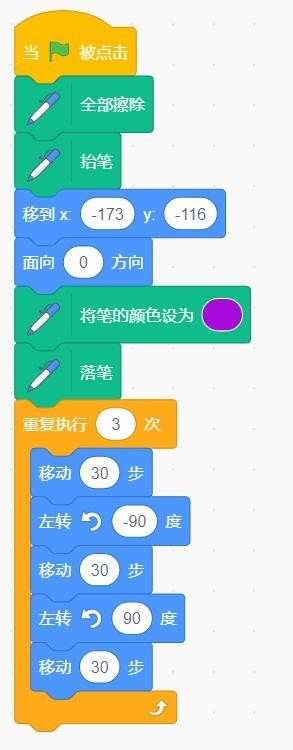 当 被点击
全部擦除
抬笔
移到 x: -173 y: -116
面向 0 方向
将笔的颜色设为
落笔
重复执行 3 次
移动 30 步
左转 -90 度
移动 30 步
左转 90 度
移动 30 步